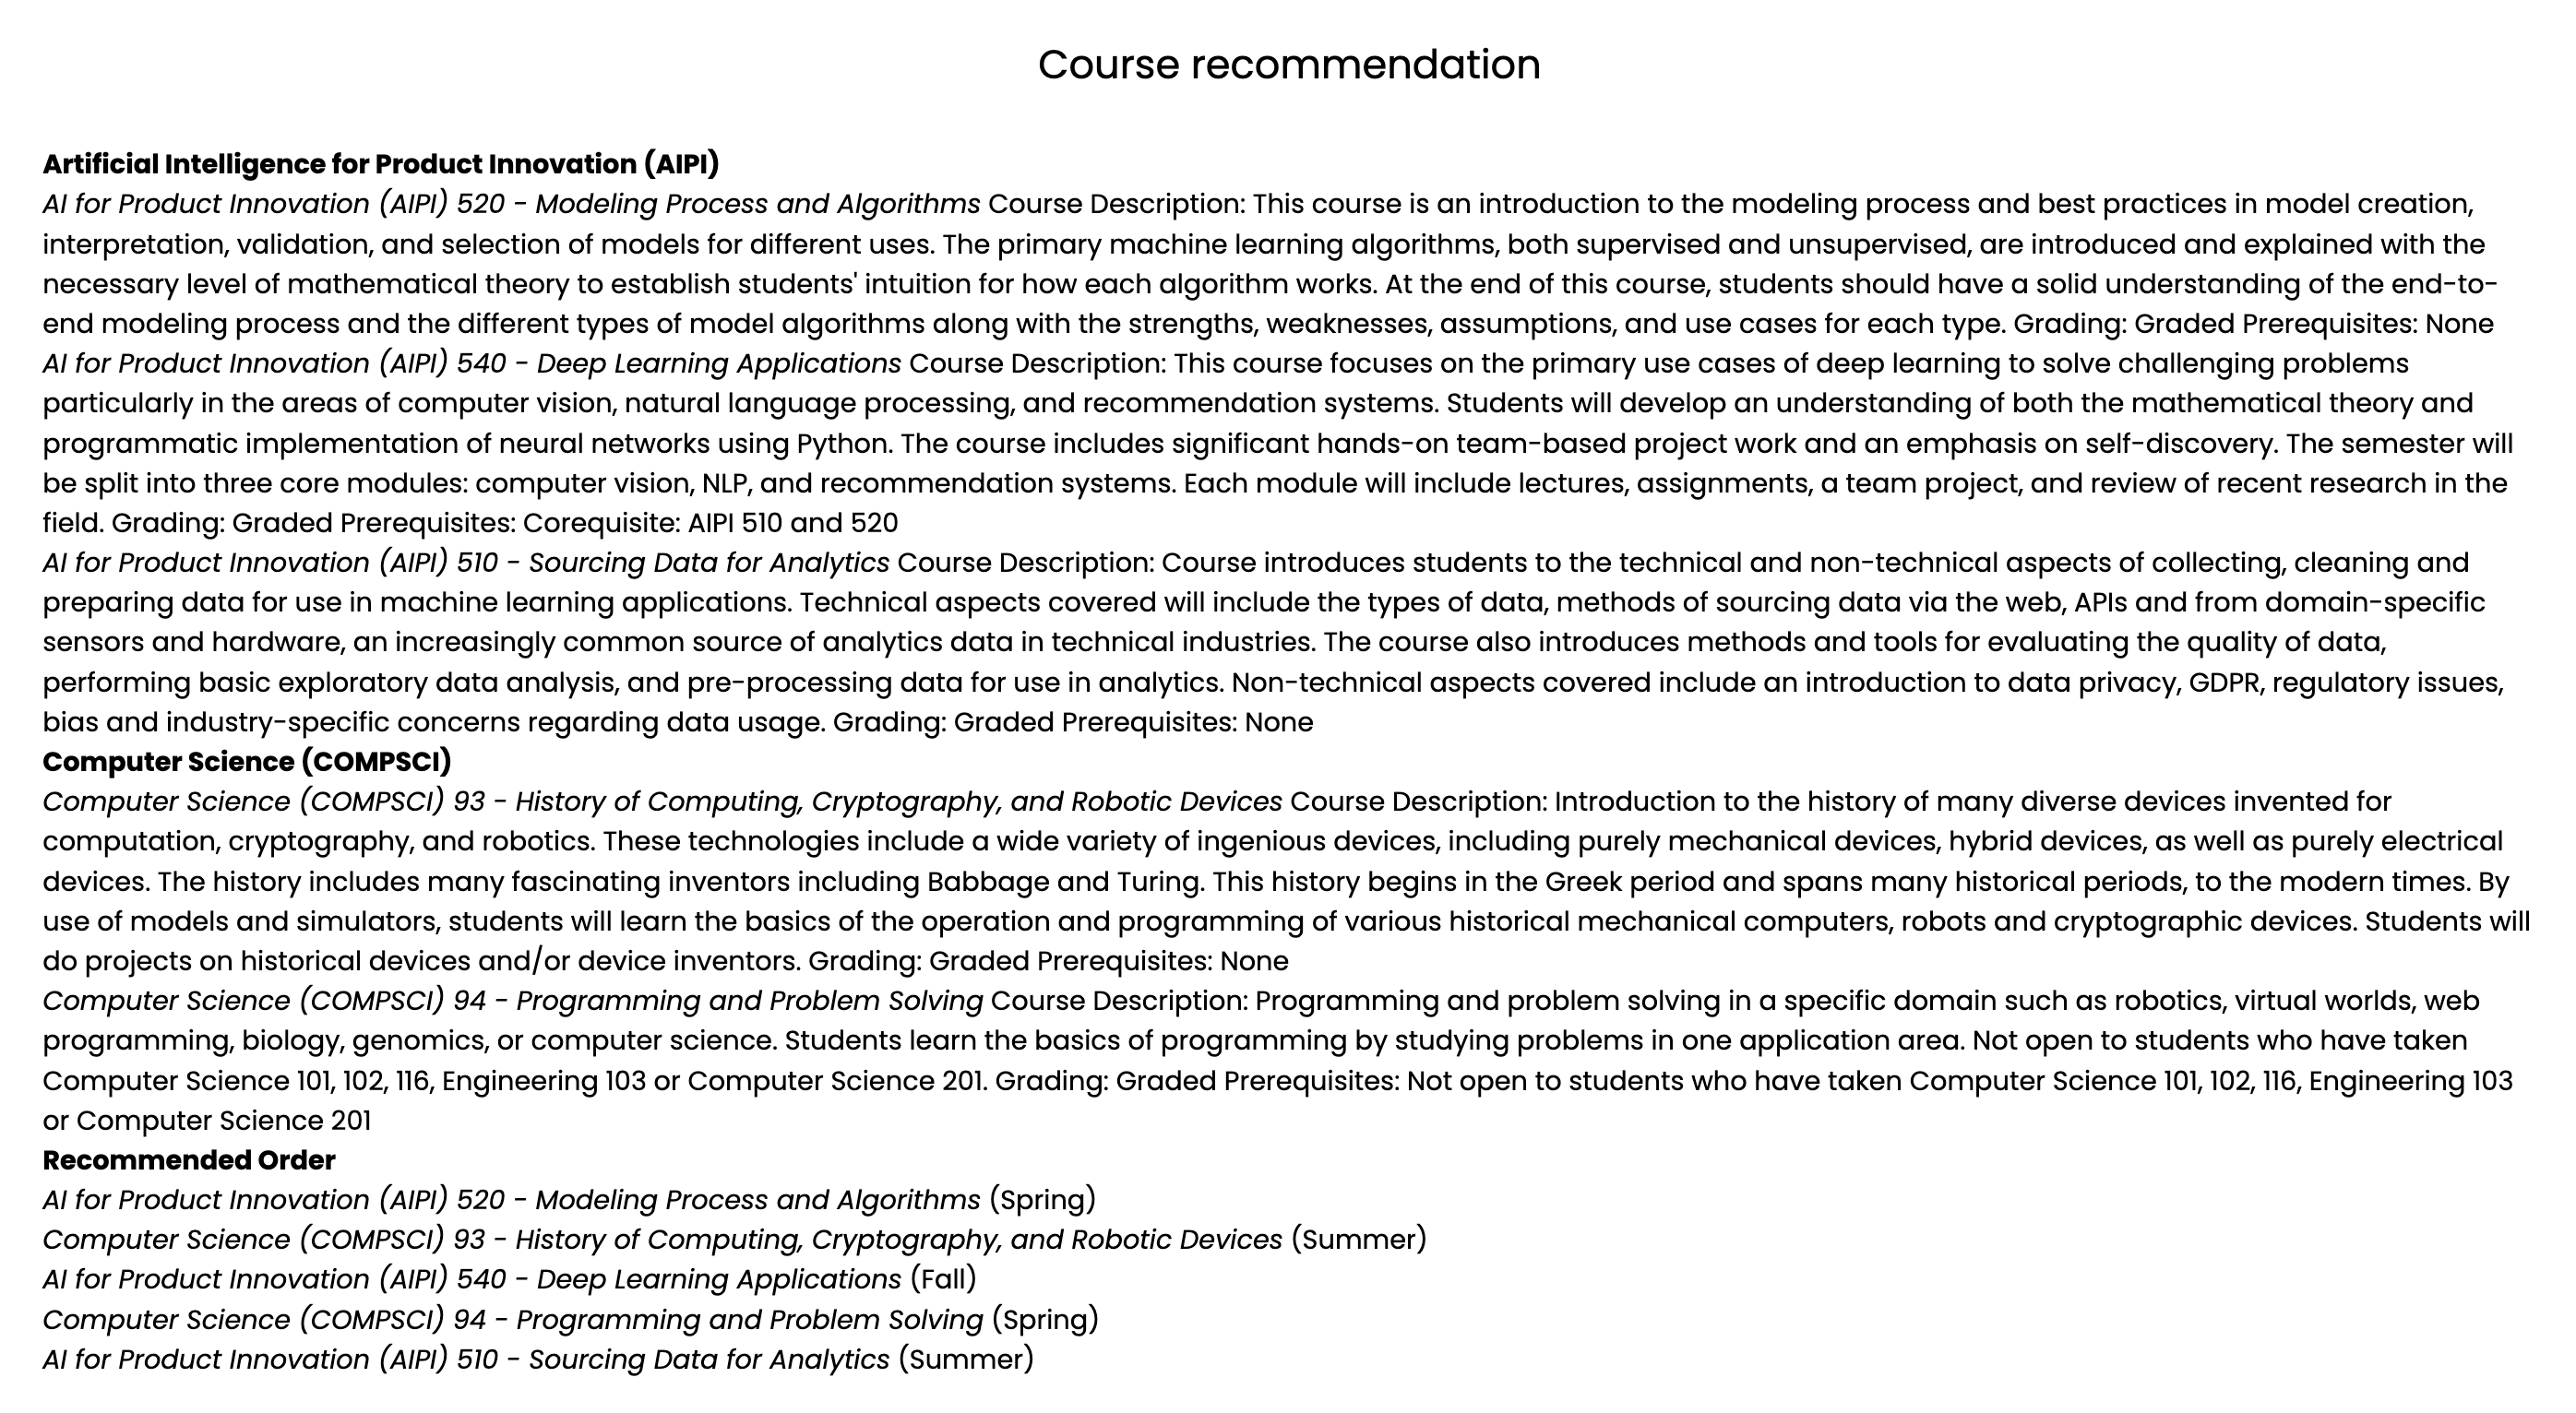 Course recommendation
Artificial Intelligence for Product Innovation (AIPI)
AI for Product Innovation (AIPI) 520 - Modeling Process and Algorithms Course Description: This course is an introduction to the modeling process and best practices in model creation,
interpretation, validation, and selection of models for different uses. The primary machine learning algorithms, both supervised and unsupervised, are introduced and explained with the
necessary level of mathematical theory to establish students' intuition for how each algorithm works. At the end of this course, students should have a solid understanding of the end-to-
end modeling process and the different types of model algorithms along with the strengths, weaknesses, assumptions, and use cases for each type. Grading: Graded Prerequisites: None
AI for Product Innovation (AIPI) 540 - Deep Learning Applications Course Description: This course focuses on the primary use cases of deep learning to solve challenging problems
particularly in the areas of computer vision, natural language processing, and recommendation systems. Students will develop an understanding of both the mathematical theory and
programmatic implementation of neural networks using Python. The course includes significant hands-on team-based project work and an emphasis on self-discovery. The semester will
be split into three core modules: computer vision, NLP, and recommendation systems. Each module will include lectures, assignments, a team project, and review of recent research in the
field. Grading: Graded Prerequisites: Corequisite: AIPI 510 and 520
AI for Product Innovation (AIPI) 510 - Sourcing Data for Analytics Course Description: Course introduces students to the technical and non-technical aspects of collecting, cleaning and
preparing data for use in machine learning applications. Technical aspects covered will include the types of data, methods of sourcing data via the web, APIs and from domain-specific
sensors and hardware, an increasingly common source of analytics data in technical industries. The course also introduces methods and tools for evaluating the quality of data,
performing basic exploratory data analysis, and pre-processing data for use in analytics. Non-technical aspects covered include an introduction to data privacy, GDPR, regulatory issues,
bias and industry-specific concerns regarding data usage. Grading: Graded Prerequisites: None
Computer Science (COMPSCI)
Computer Science (COMPSCI) 93 - History of Computing, Cryptography, and Robotic Devices Course Description: Introduction to the history of many diverse devices invented for
computation, cryptography, and robotics. These technologies include a wide variety of ingenious devices, including purely mechanical devices, hybrid devices, as well as purely electrical
devices. The history includes many fascinating inventors including Babbage and Turing. This history begins in the Greek period and spans many historical periods, to the modern times. By
use of models and simulators, students will learn the basics of the operation and programming of various historical mechanical computers, robots and cryptographic devices. Students will
do projects on historical devices and/or device inventors. Grading: Graded Prerequisites: None
Computer Science (COMPSCI) 94 - Programming and Problem Solving Course Description: Programming and problem solving in a specific domain such as robotics, virtual worlds, web
programming, biology, genomics, or computer science. Students learn the basics of programming by studying problems in one application area. Not open to students who have taken
Computer Science 101, 102, 116, Engineering 103 or Computer Science 201. Grading: Graded Prerequisites: Not open to students who have taken Computer Science 101, 102, 116, Engineering 103
or Computer Science 201
Recommended Order
AI for Product Innovation (AIPI) 520 - Modeling Process and Algorithms (Spring)
Computer Science (COMPSCI) 93 - History of Computing, Cryptography, and Robotic Devices (Summer)
AI for Product Innovation (AIPI) 540 - Deep Learning Applications (Fall)
Computer Science (COMPSCI) 94 - Programming and Problem Solving (Spring)
AI for Product Innovation (AIPI) 510 - Sourcing Data for Analytics (Summer)